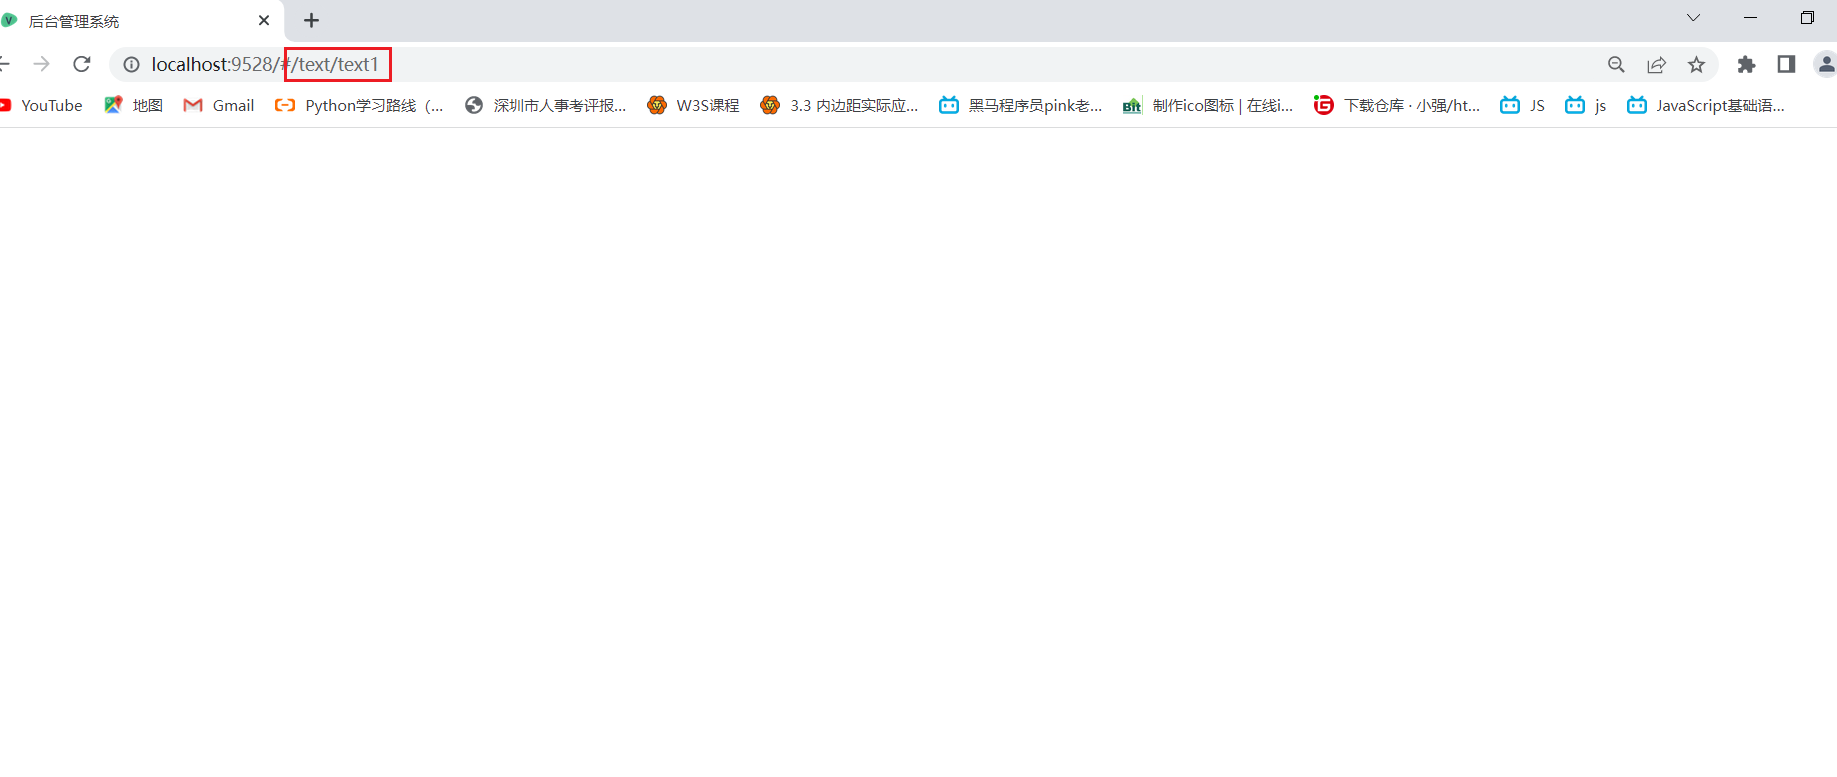 后台管理系统
localhost:9528/#/text/text1
YouTube 地图 Gmail Python学习路线（... 深圳市人事考评报... W3S课程 3.3 内边距实际应... 黑马程序员pink老... Bit 制作ico图标 | 在线i... G 下载仓库 · 小强/ht... JS js JavaScript基础语...